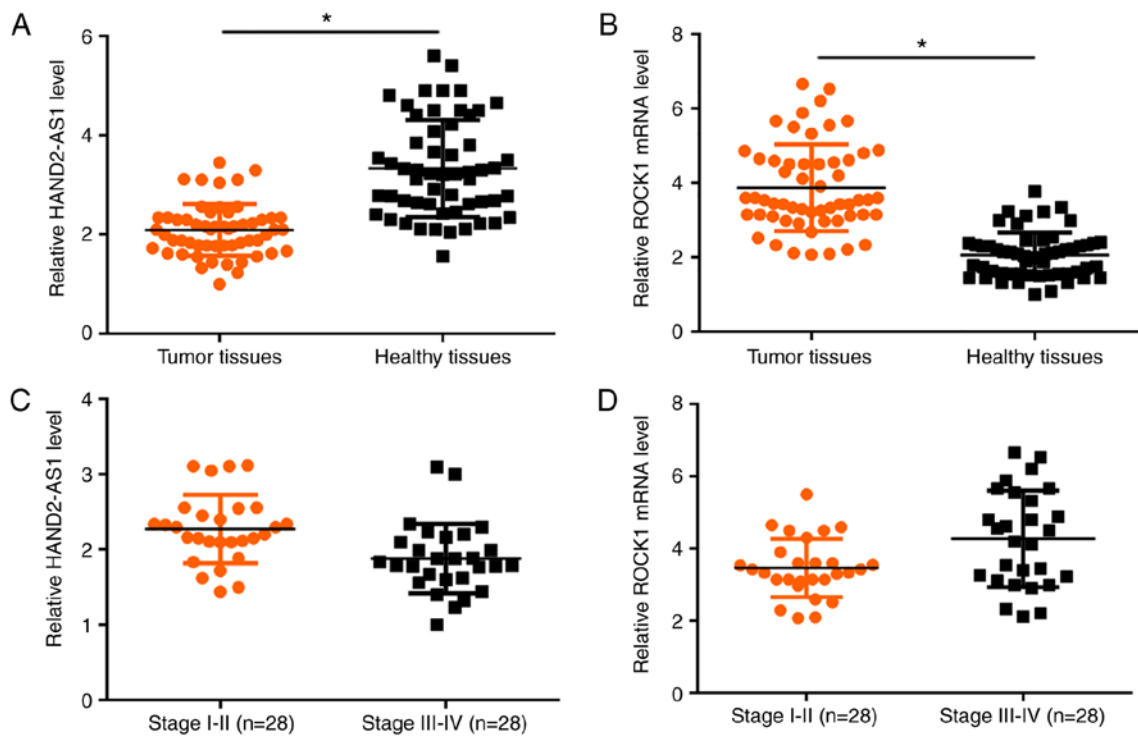 A
Relative HAND2-AS1 level
6
4
2
0
*
Tumor tissues
Healthy tissues
B
Relative ROCK1 mRNA level
8
6
4
2
0
*
Tumor tissues
Healthy tissues
C
Relative HAND2-AS1 level
4
3
2
1
0
Stage I-II (n=28)
Stage III-IV (n=28)
D
Relative ROCK1 mRNA level
8
6
4
2
0
Stage I-II (n=28)
Stage III-IV (n=28)